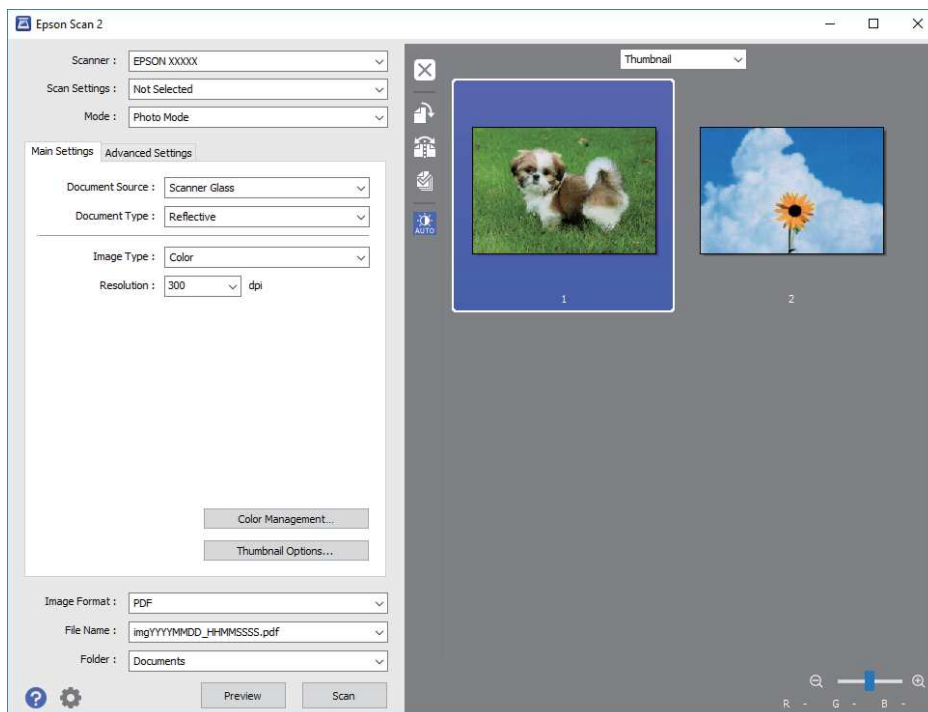 Epson Scan 2
Scanner : EPSON XXXXX
Scan Settings : Not Selected
Mode : Photo Mode
Main Settings Advanced Settings
Document Source : Scanner Glass
Document Type : Reflective
Image Type : Color
Resolution : 300 dpi
Color Management...
Thumbnail Options...
Image Format : PDF
File Name : imgYYYYMMDD_HHMMSSSS.pdf
Folder : Documents
? Preview Scan
Thumbnail
AUTO
1 2
R - G - B -